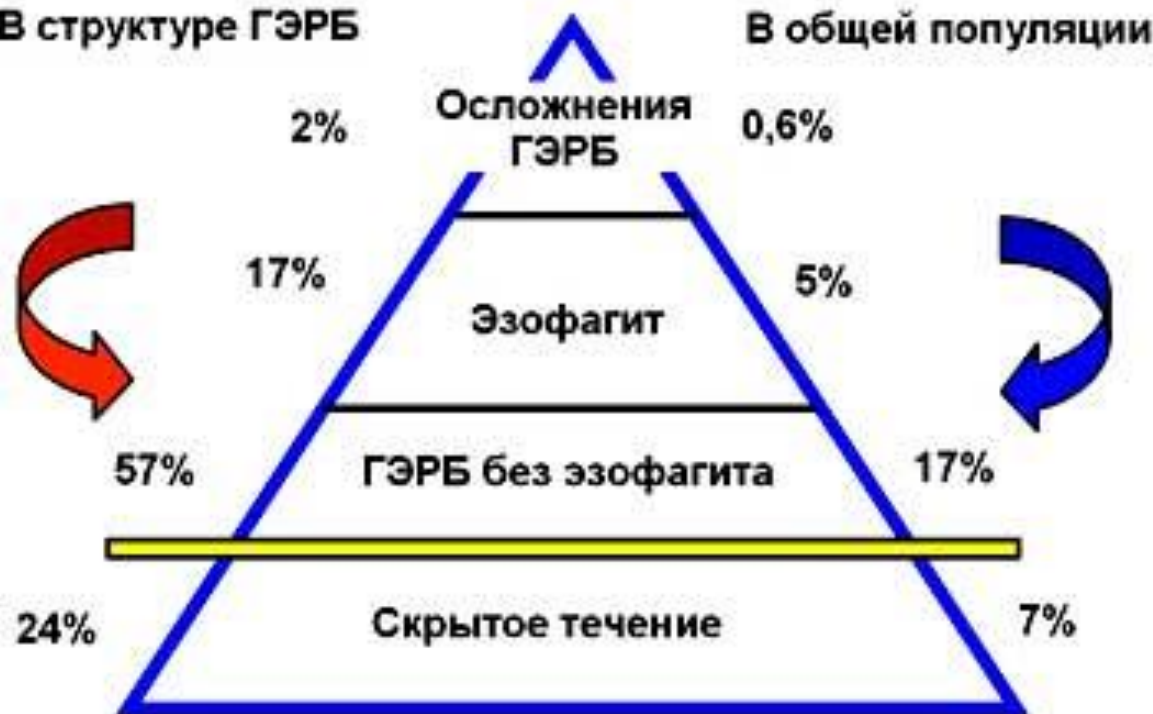 В структуре ГЭРБ
В общей популяции
2%
Осложнения
ГЭРБ
0,6%
17%
Эзофагит
5%
57%
ГЭРБ без эзофагита
17%
24%
Скрытое течение
7%